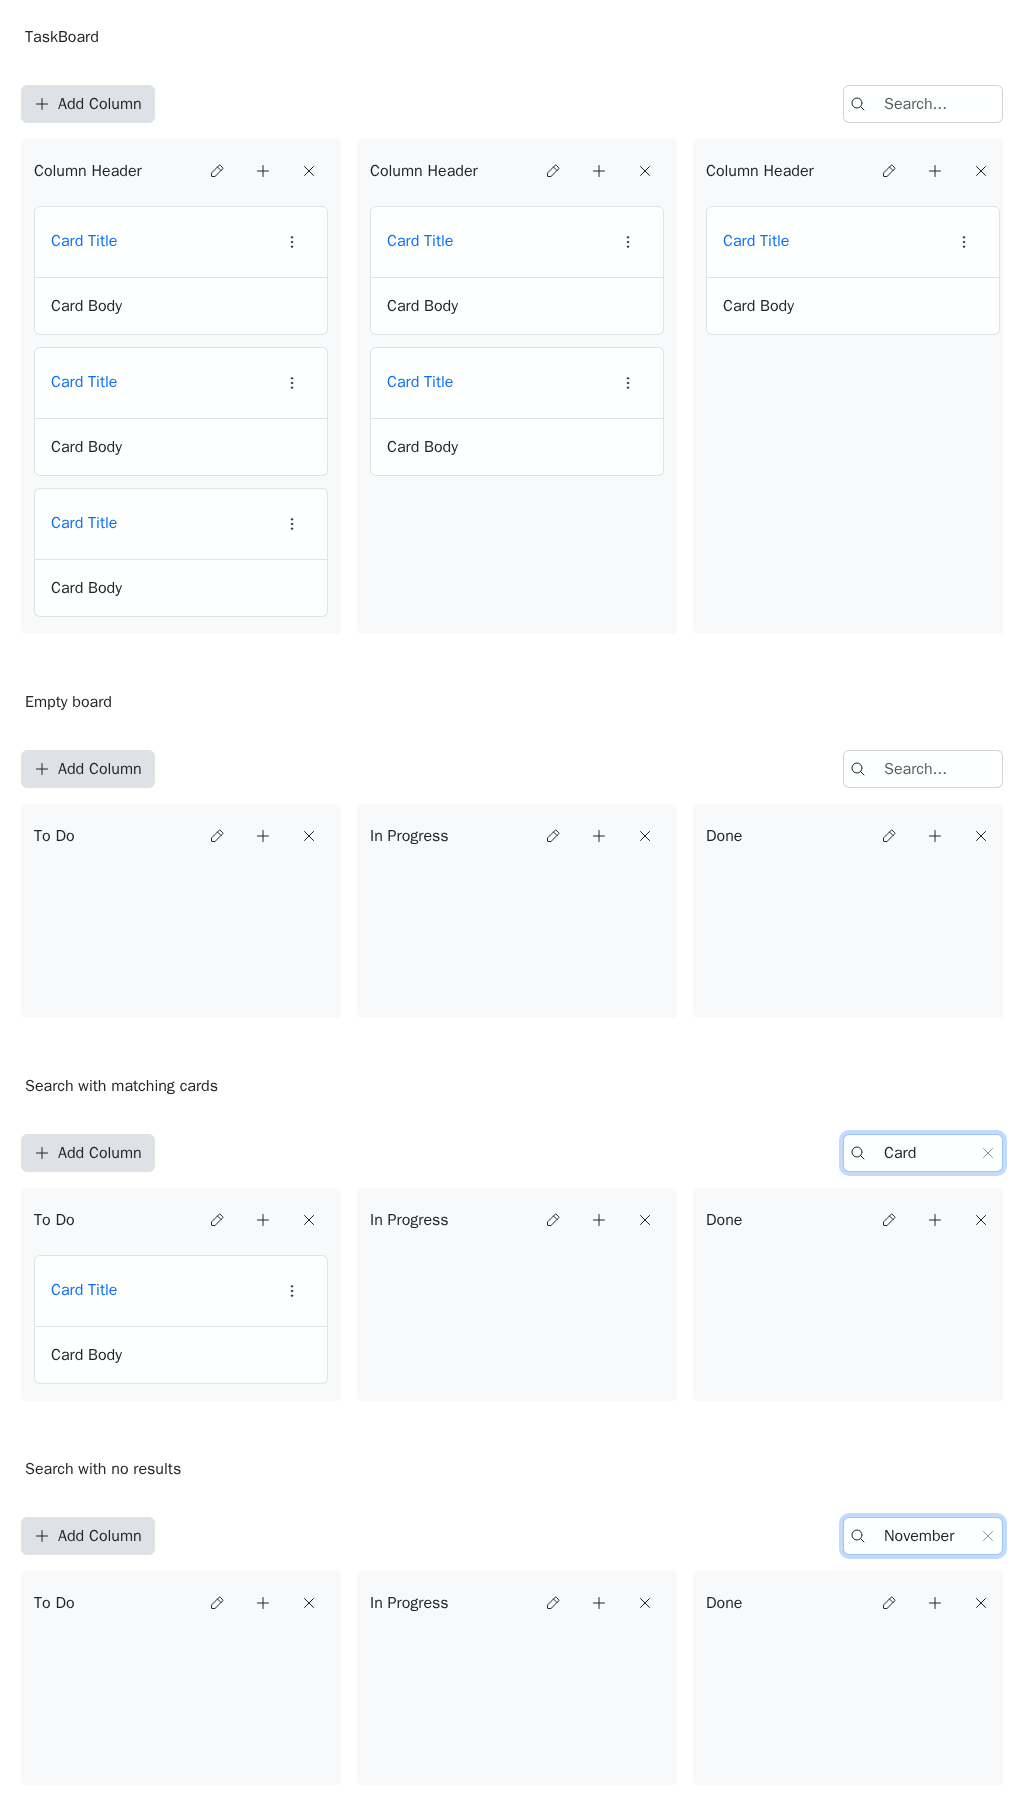 TaskBoard
Add Column
Search...
Column Header
Column Header
Column Header
Card Title
Card Title
Card Title
Card Body
Card Body
Card Body
Card Title
Card Title
Card Body
Card Body
Card Title
Card Body
Empty board
Add Column
Search...
To Do
In Progress
Done
Search with matching cards
Add Column
Card
To Do
In Progress
Done
Card Title
Card Body
Search with no results
Add Column
November
To Do
In Progress
Done